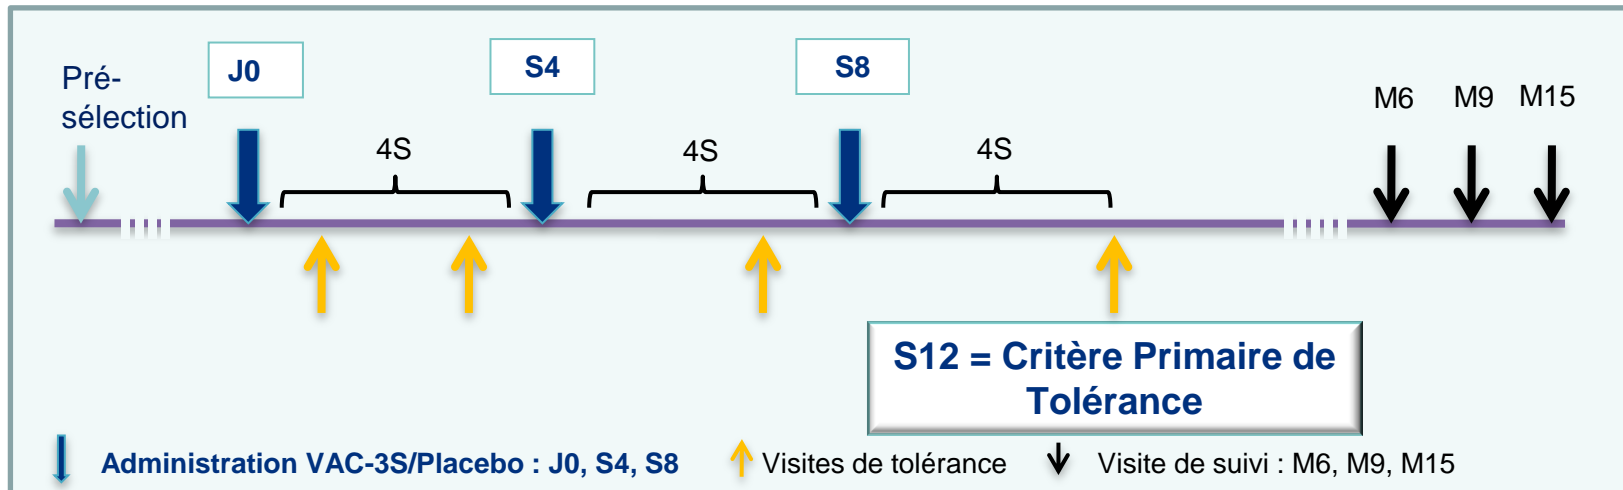 Pré-
sélection
J0
S4
S8
M6 M9 M15
4S 4S 4S
S12 = Critère Primaire de
Tolérance
Administration VAC-3S/Placebo : J0, S4, S8
Visites de tolérance
Visite de suivi : M6, M9, M15